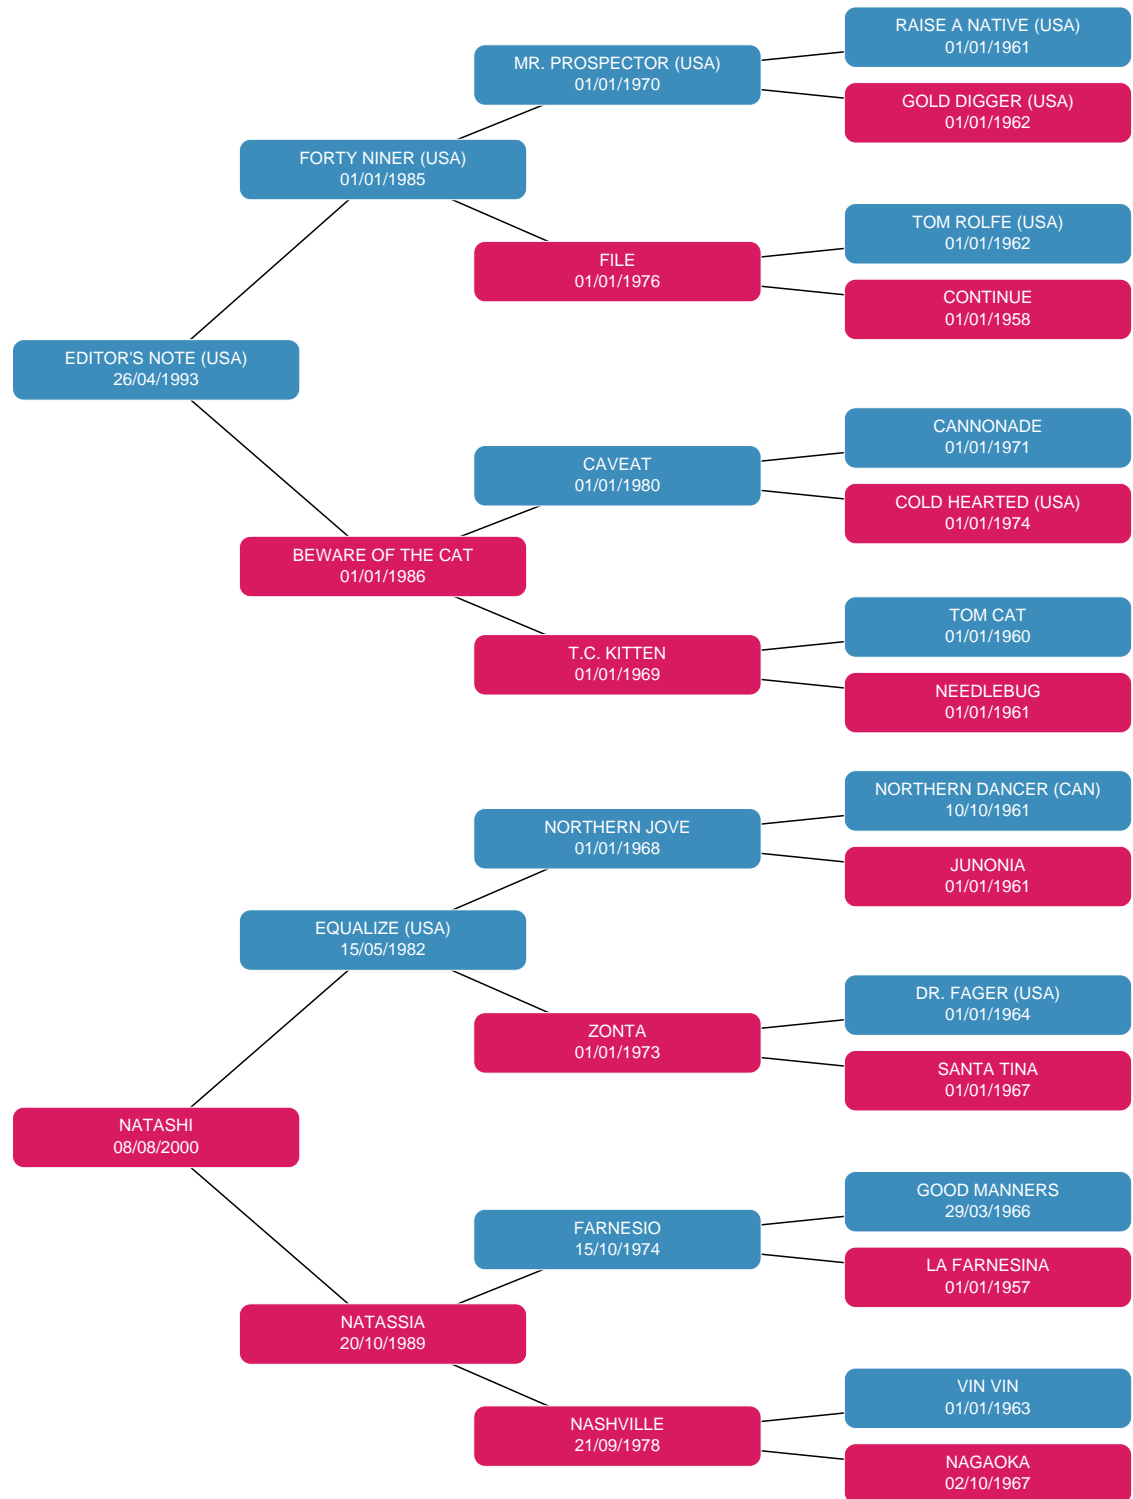 RAISE A NATIVE (USA)
01/01/1961
MR. PROSPECTOR (USA)
01/01/1970
GOLD DIGGER (USA)
01/01/1962
FORTY NINER (USA)
01/01/1985
TOM ROLFE (USA)
01/01/1962
FILE
01/01/1976
CONTINUE
01/01/1958
EDITOR'S NOTE (USA)
26/04/1993
CANNONADE
01/01/1971
CAVEAT
01/01/1980
COLD HEARTED (USA)
01/01/1974
BEWARE OF THE CAT
01/01/1986
TOM CAT
01/01/1960
T.C. KITTEN
01/01/1969
NEEDLEBUG
01/01/1961
NORTHERN DANCER (CAN)
10/10/1961
NORTHERN JOVE
01/01/1968
JUNONIA
01/01/1961
EQUALIZE (USA)
15/05/1982
DR. FAGER (USA)
01/01/1964
ZONTA
01/01/1973
SANTA TINA
01/01/1967
NATASHI
08/08/2000
GOOD MANNERS
29/03/1966
FARNESIO
15/10/1974
LA FARNESINA
01/01/1957
NATASSIA
20/10/1989
VIN VIN
01/01/1963
NASHVILLE
21/09/1978
NAGAOKA
02/10/1967